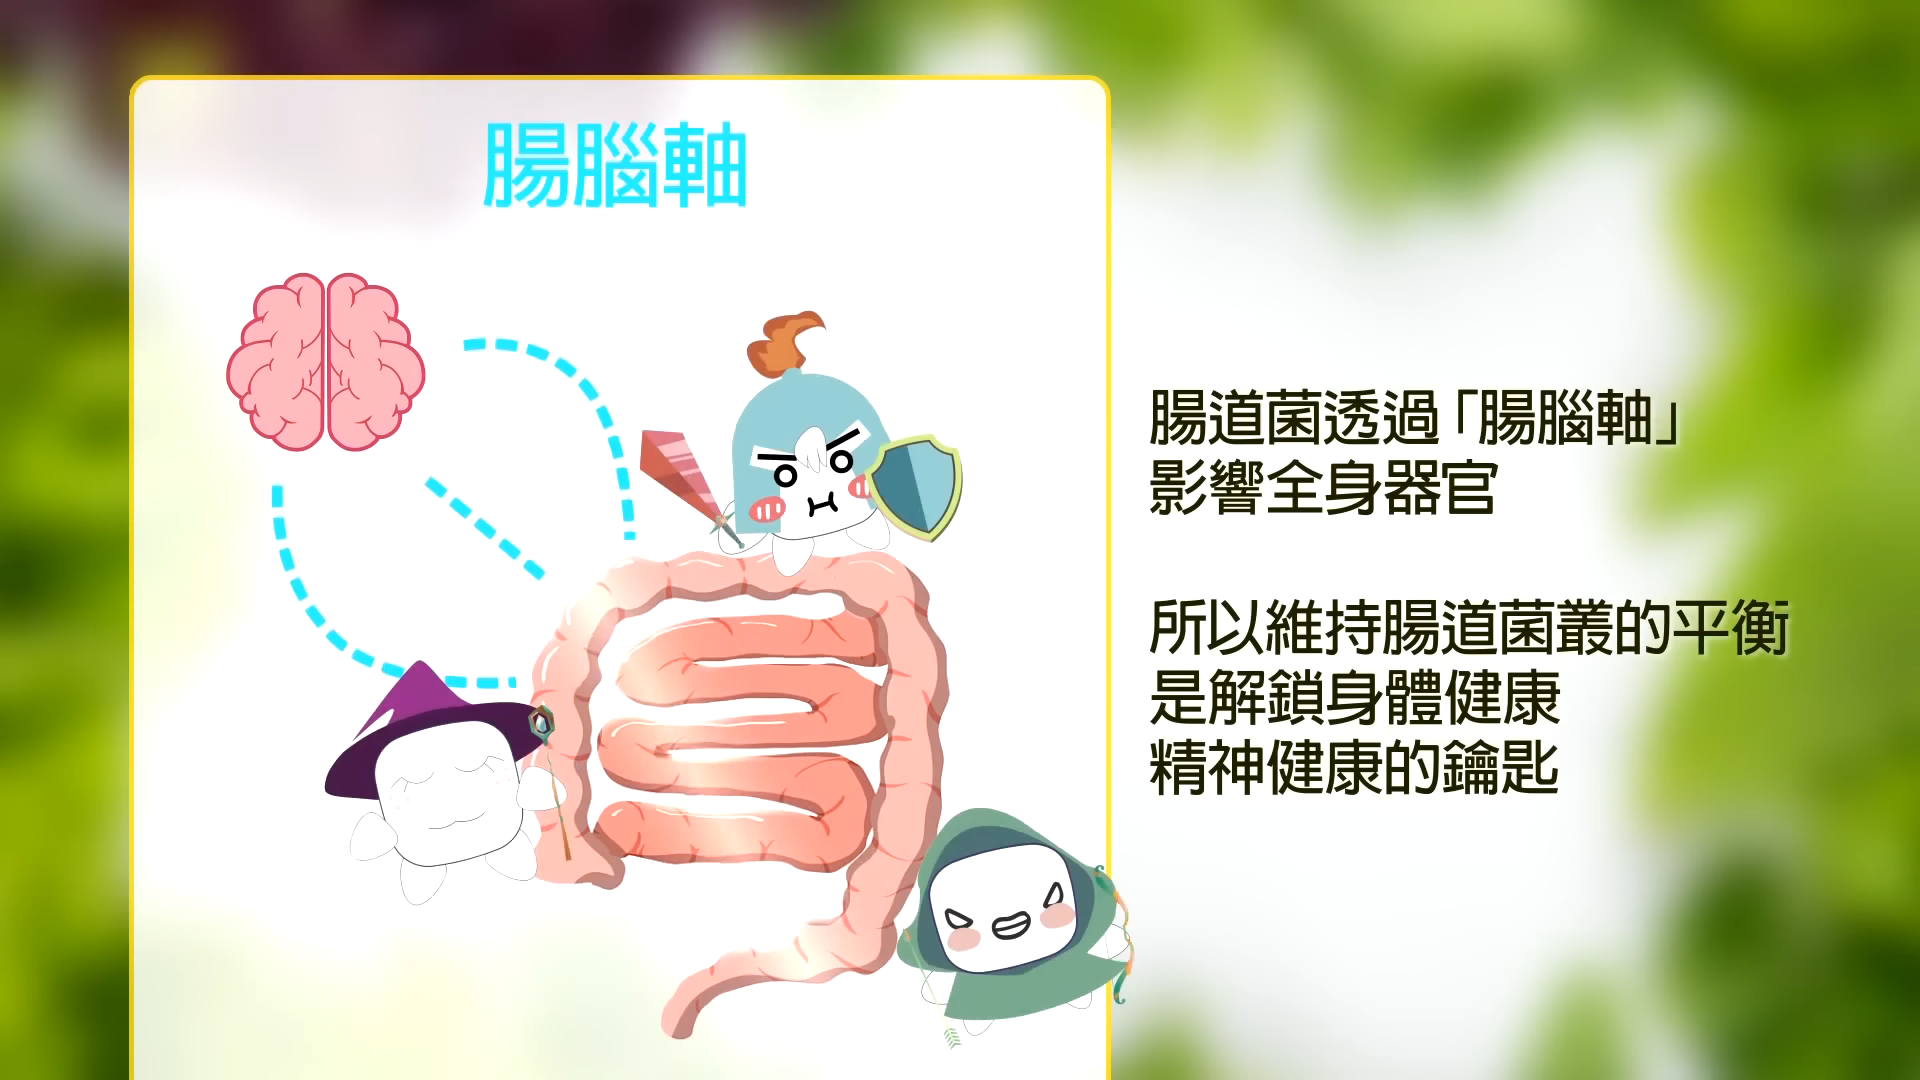 腸腦軸
腸道菌透過「腸腦軸」
影響全身器官
所以維持腸道菌叢的平衡
是解鎖身體健康
精神健康的鑰匙